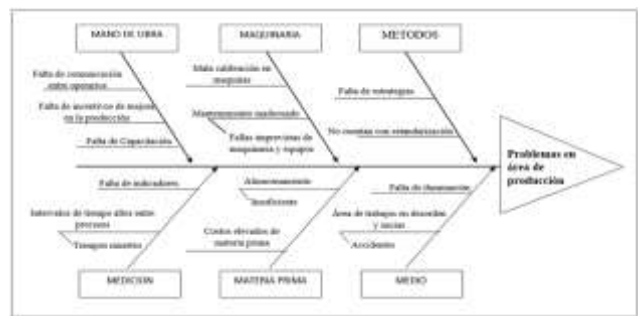 MANO DE OBRA
MAQUINARIA
METODOS
Falta de comunicación
entre operarios
Falta de incentivos de mejora
en la producción
Falta de Capacitación
Mala calibración en
maquinas
Mantenimiento inadecuado
Fallas imprevistas de
maquinaria y equipos
Falta de estrategias
No cuentan con estandarización
Problemas en
área de
producción
Falta de indicadores
Intervalos de tiempo altos entre
procesos
Tiempos muertos
Almacenamiento
Insuficiente
Costos elevados de
materia prima
Falta de iluminación
Área de trabajos en desorden
y sucias
Accidentes
MEDICION
MATERIA PRIMA
MEDIO